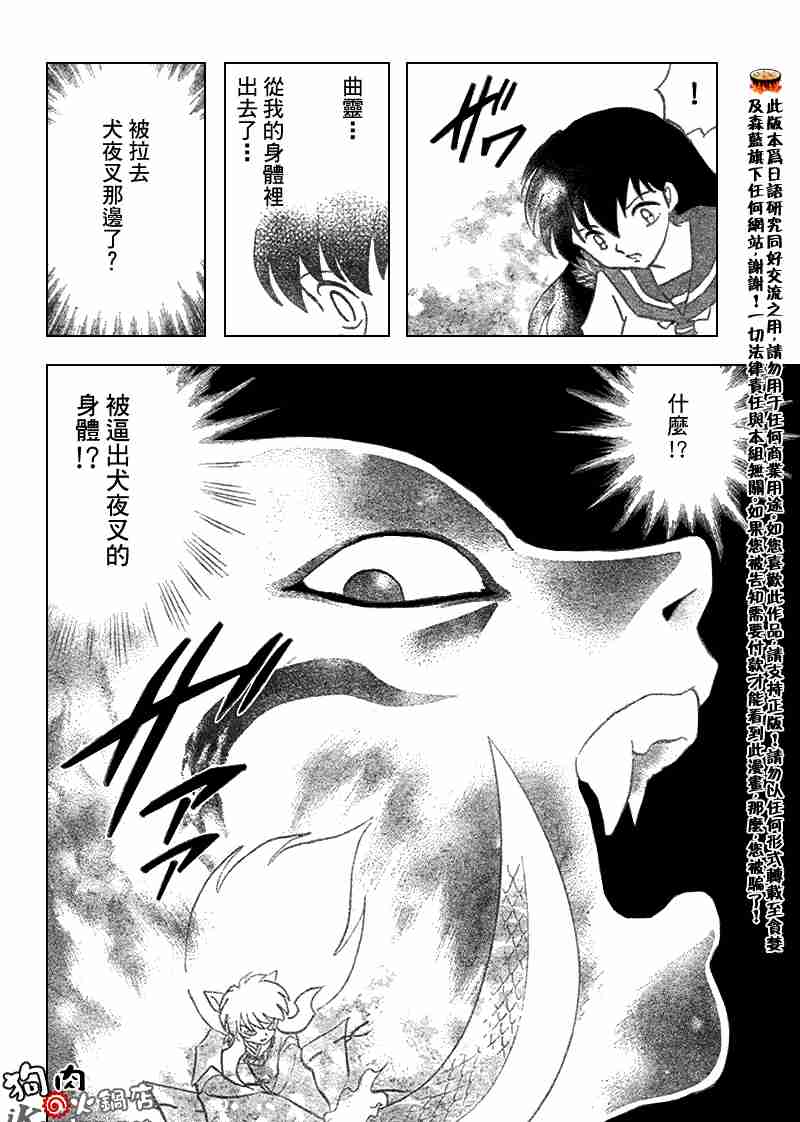 ！
ザワ
曲靈…
從我的身體裡
出去了…
被拉去
犬夜叉那邊了？
什麼!?
被逼出犬夜叉的
身體!?
ザアァ
此版本爲日語研究同好交流之用，請勿用于任何商業用途，如您喜歡此作品，請支持正版！請勿以任何形式轉載至貪婪
及森藍旗下任何網站，謝謝！一切法律責任與本組無關，如果您被告知需要付款才能看到此漫畫，那麼，您被騙了！
狗肉
火鍋店